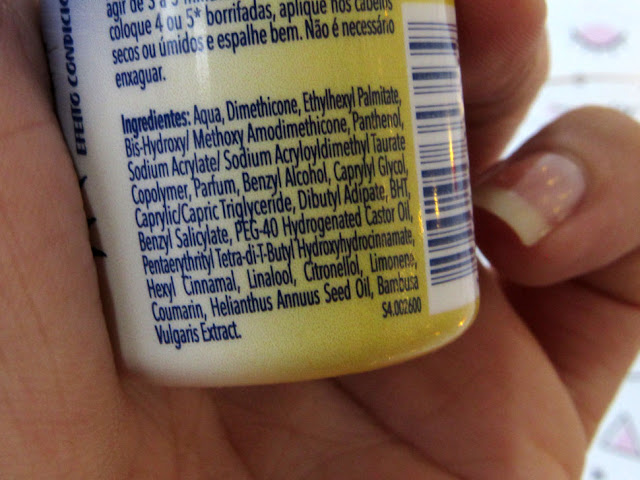 EFEITO
agir de 3 a 5
coloque 4 ou 5* borrifadas, aplique nos cabelos
secos ou úmidos e espalhe bem. Não é necessário
enxaguar.
Ingredientes: Aqua, Dimethicone, Ethylhexyl Palmitate,
Bis-Hydroxy/ Methoxy Amodimethicone, Panthenol,
Sodium Acrylate/ Sodium Acryloyldimethyl Taurate
Copolymer, Parfum, Benzyl Alcohol, Caprylyl Glycol,
Caprylic/Capric Triglyceride, Dibutyl Adipate, BHT,
Benzyl Salicylate, PEG-40 Hydrogenated Castor Oil,
Pentaerythrityl Tetra-di-T-Butyl Hydroxyhydrocinnamate,
Hexyl Cinnamal, Linalool, Citronellol, Limonene,
Coumarin, Helianthus Annuus Seed Oil, Bambusa
Vulgaris Extract.
SA.002600